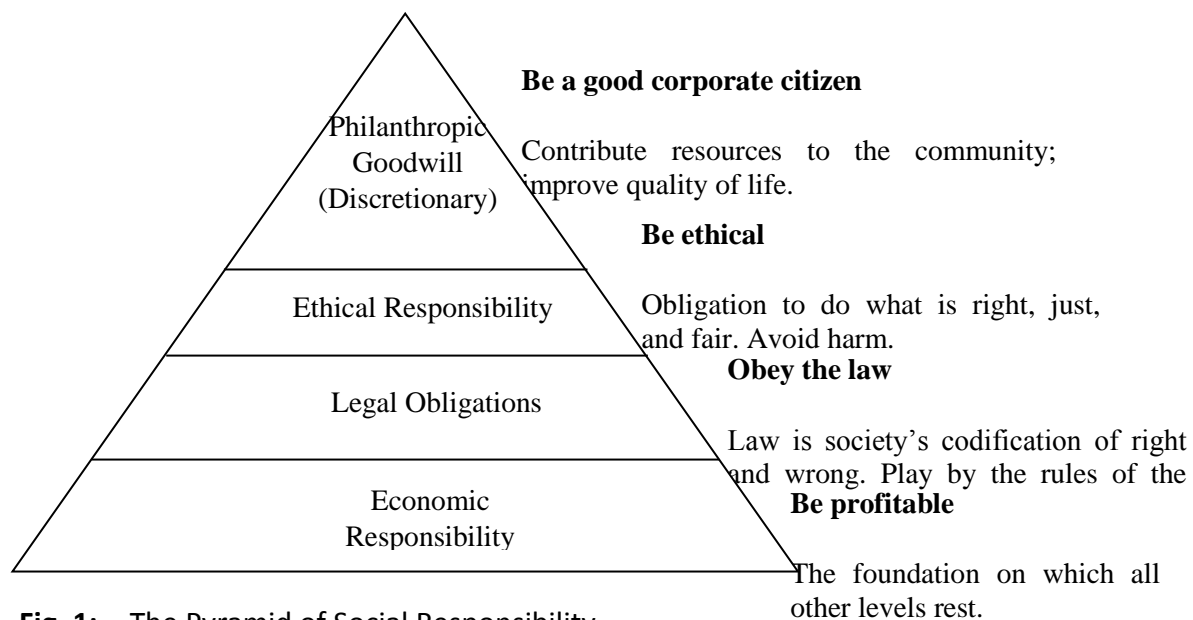 Be a good corporate citizen
Philanthropic
Goodwill
(Discretionary)
Contribute resources to the community;
improve quality of life.
Be ethical
Ethical Responsibility
Obligation to do what is right, just,
and fair. Avoid harm.
Obey the law
Legal Obligations
Law is society's codification of right
and wrong. Play by the rules of the
Be profitable
Economic
Responsibility
The foundation on which all
other levels rest.
Fig. 1: The Pyramid of Social Responsibility